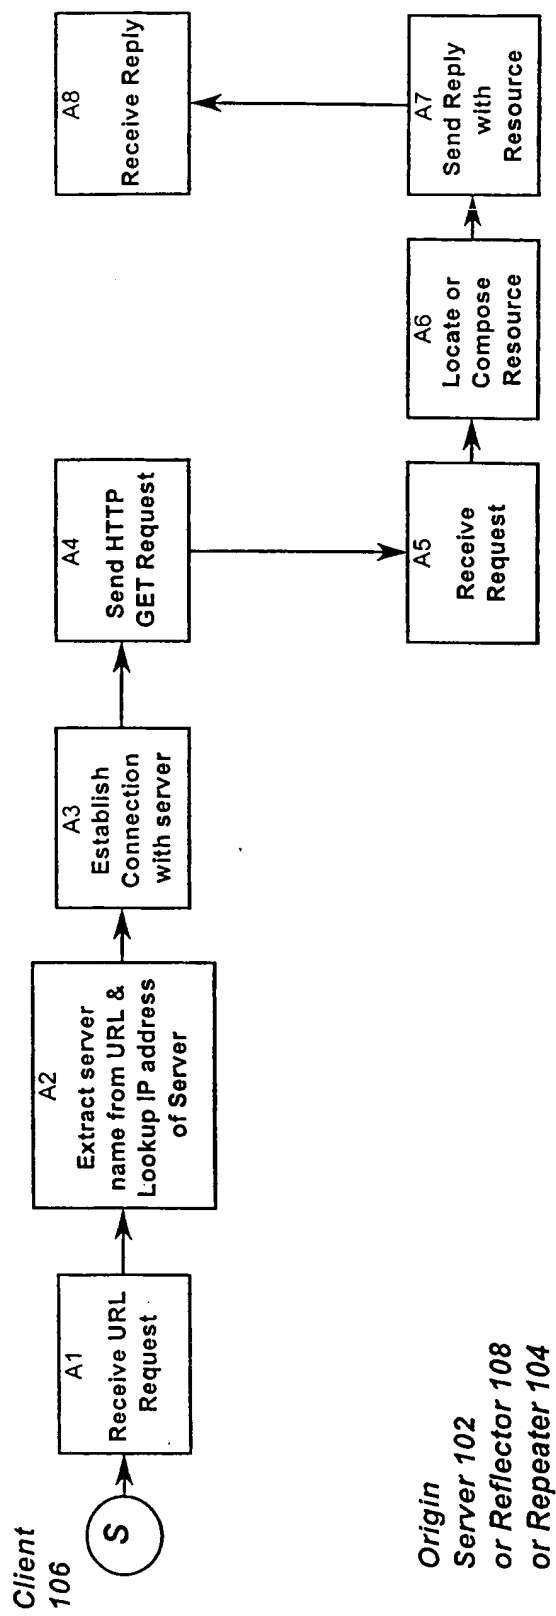 Client
106
S
A1
Receive URL
Request
A2
Extract server
name from URL &
Lookup IP address
of Server
A3
Establish
Connection
with server
A4
Send HTTP
GET Request
A8
Receive Reply
Origin
Server 102
or Reflector 108
or Repeater 104
A5
Receive
Request
A6
Locate or
Compose
Resource
A7
Send Reply
with
Resource